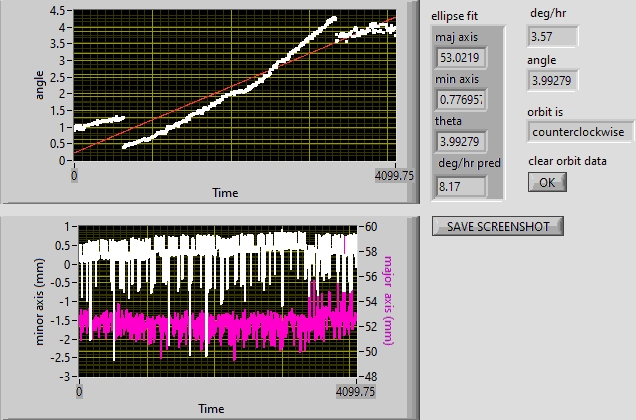 4.5
4
3.5
3
2.5
2
1.5
1
0.5
0
angle
0
4099.75
Time
ellipse fit
maj axis
53.0219
min axis
0.77695
theta
3.99279
deg/hr pred
8.17
deg/hr
3.57
angle
3.99279
orbit is
counterclockwise
clear orbit data
OK
SAVE SCREENSHOT
1
0.5
0
-0.5
-1
-1.5
-2
-2.5
-3
minor axis (mm)
60
58
56
54
52
50
48
major axis (mm)
0
4099.75
Time